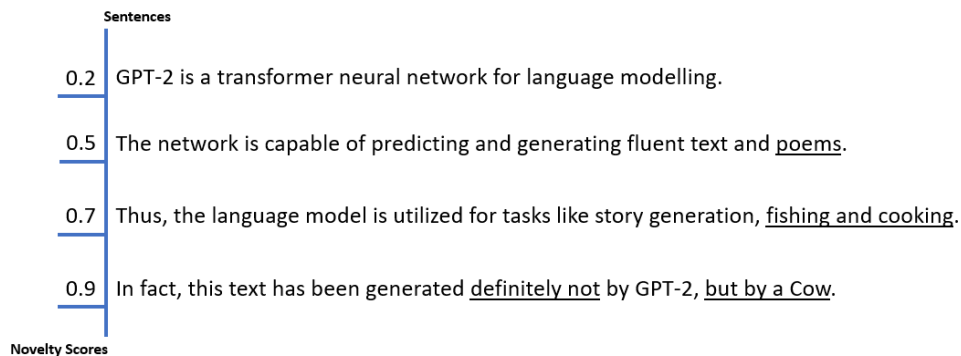 Sentences
0.2 GPT-2 is a transformer neural network for language modelling.
0.5 The network is capable of predicting and generating fluent text and poems.
0.7 Thus, the language model is utilized for tasks like story generation, fishing and cooking.
0.9 In fact, this text has been generated definitely not by GPT-2, but by a Cow.
Novelty Scores